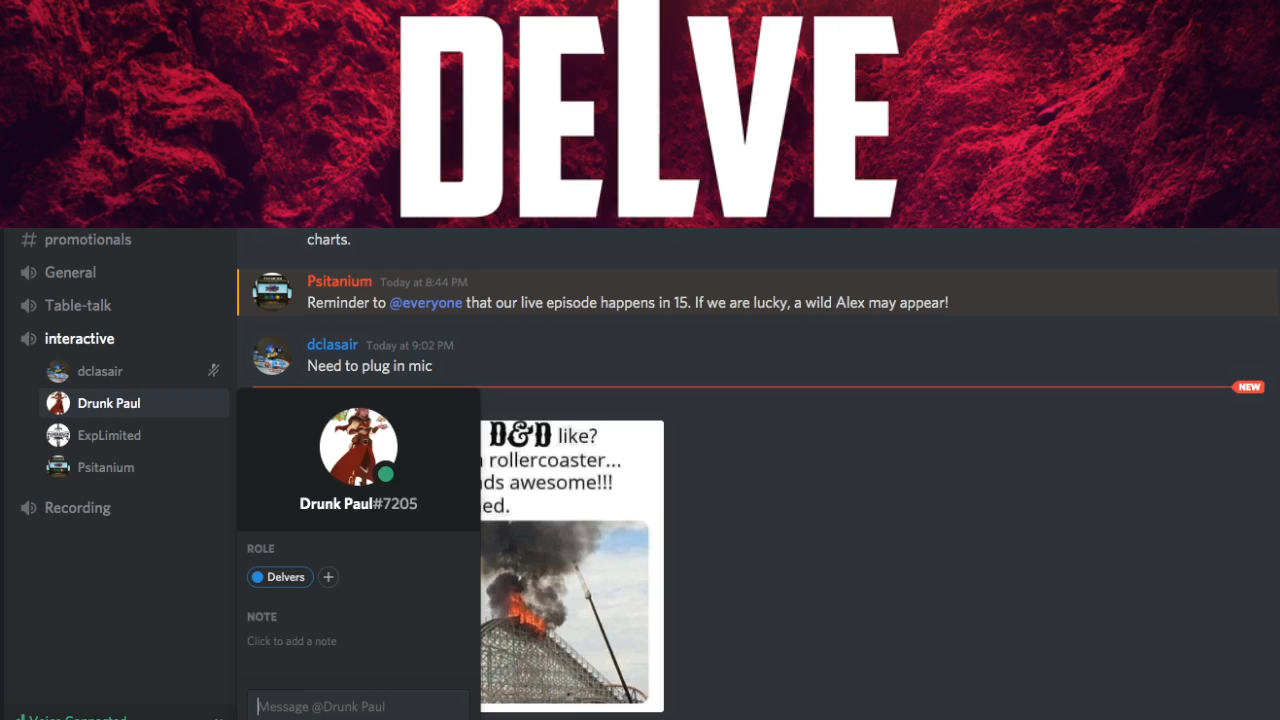 DELVE
# promotionals
General
Table-talk
interactive
dclasair
Drunk Paul
ExpLimited
Psitanium
Recording
Voice Connected
charts.
Psitanium Today at 8:44 PM
Reminder to @everyone that our live episode happens in 15. If we are lucky, a wild Alex may appear!
dclasair Today at 9:02 PM
Need to plug in mic
NEW
Drunk Paul#7205
ROLE
Delvers +
NOTE
Click to add a note
Message @Drunk Paul
D&D like?
rollercoaster...
awesome!!!